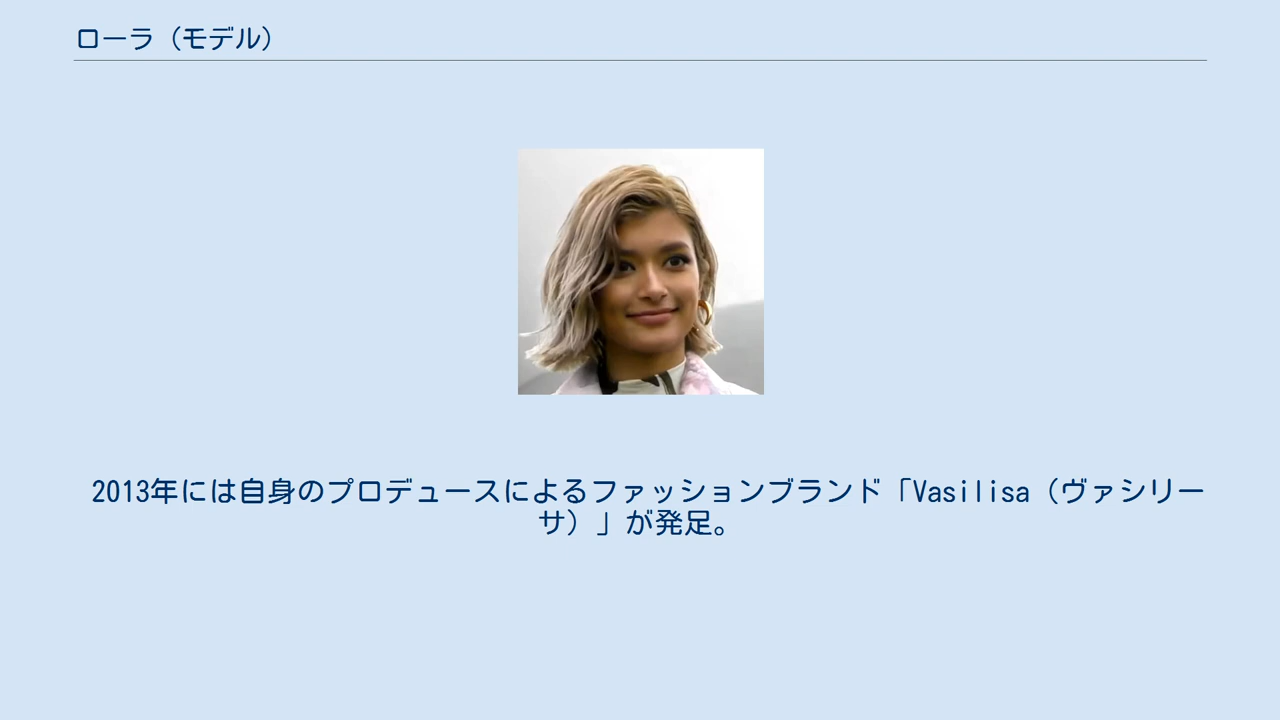 ローラ（モデル）
2013年には自身のプロデュースによるファッションブランド「Vasilisa（ヴァシリー
サ）」が発足。